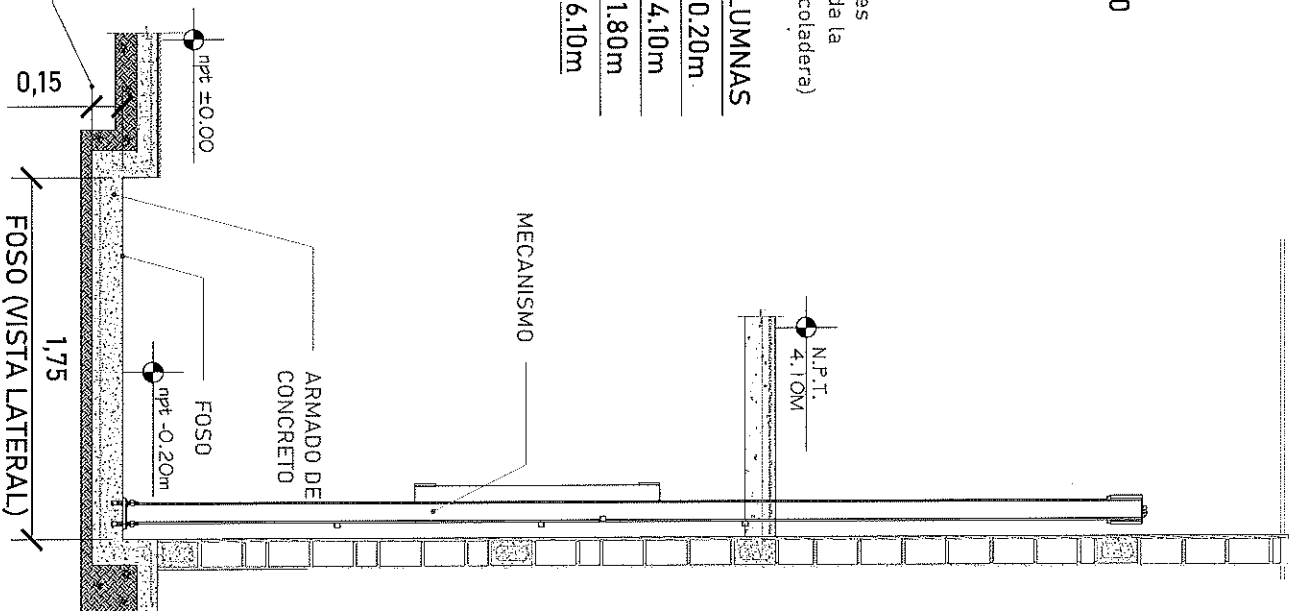 0
es
da la
coladera)
LUMNAS
0.20m
4.10m
1.80m
6.10m
N.P.T.
4.10M
MECANISMO
ARMADO DE
CONCRETO
FOSO
npt ±0.00
npt -0.20m
0,15
1,75
FOSO (VISTA LATERAL)